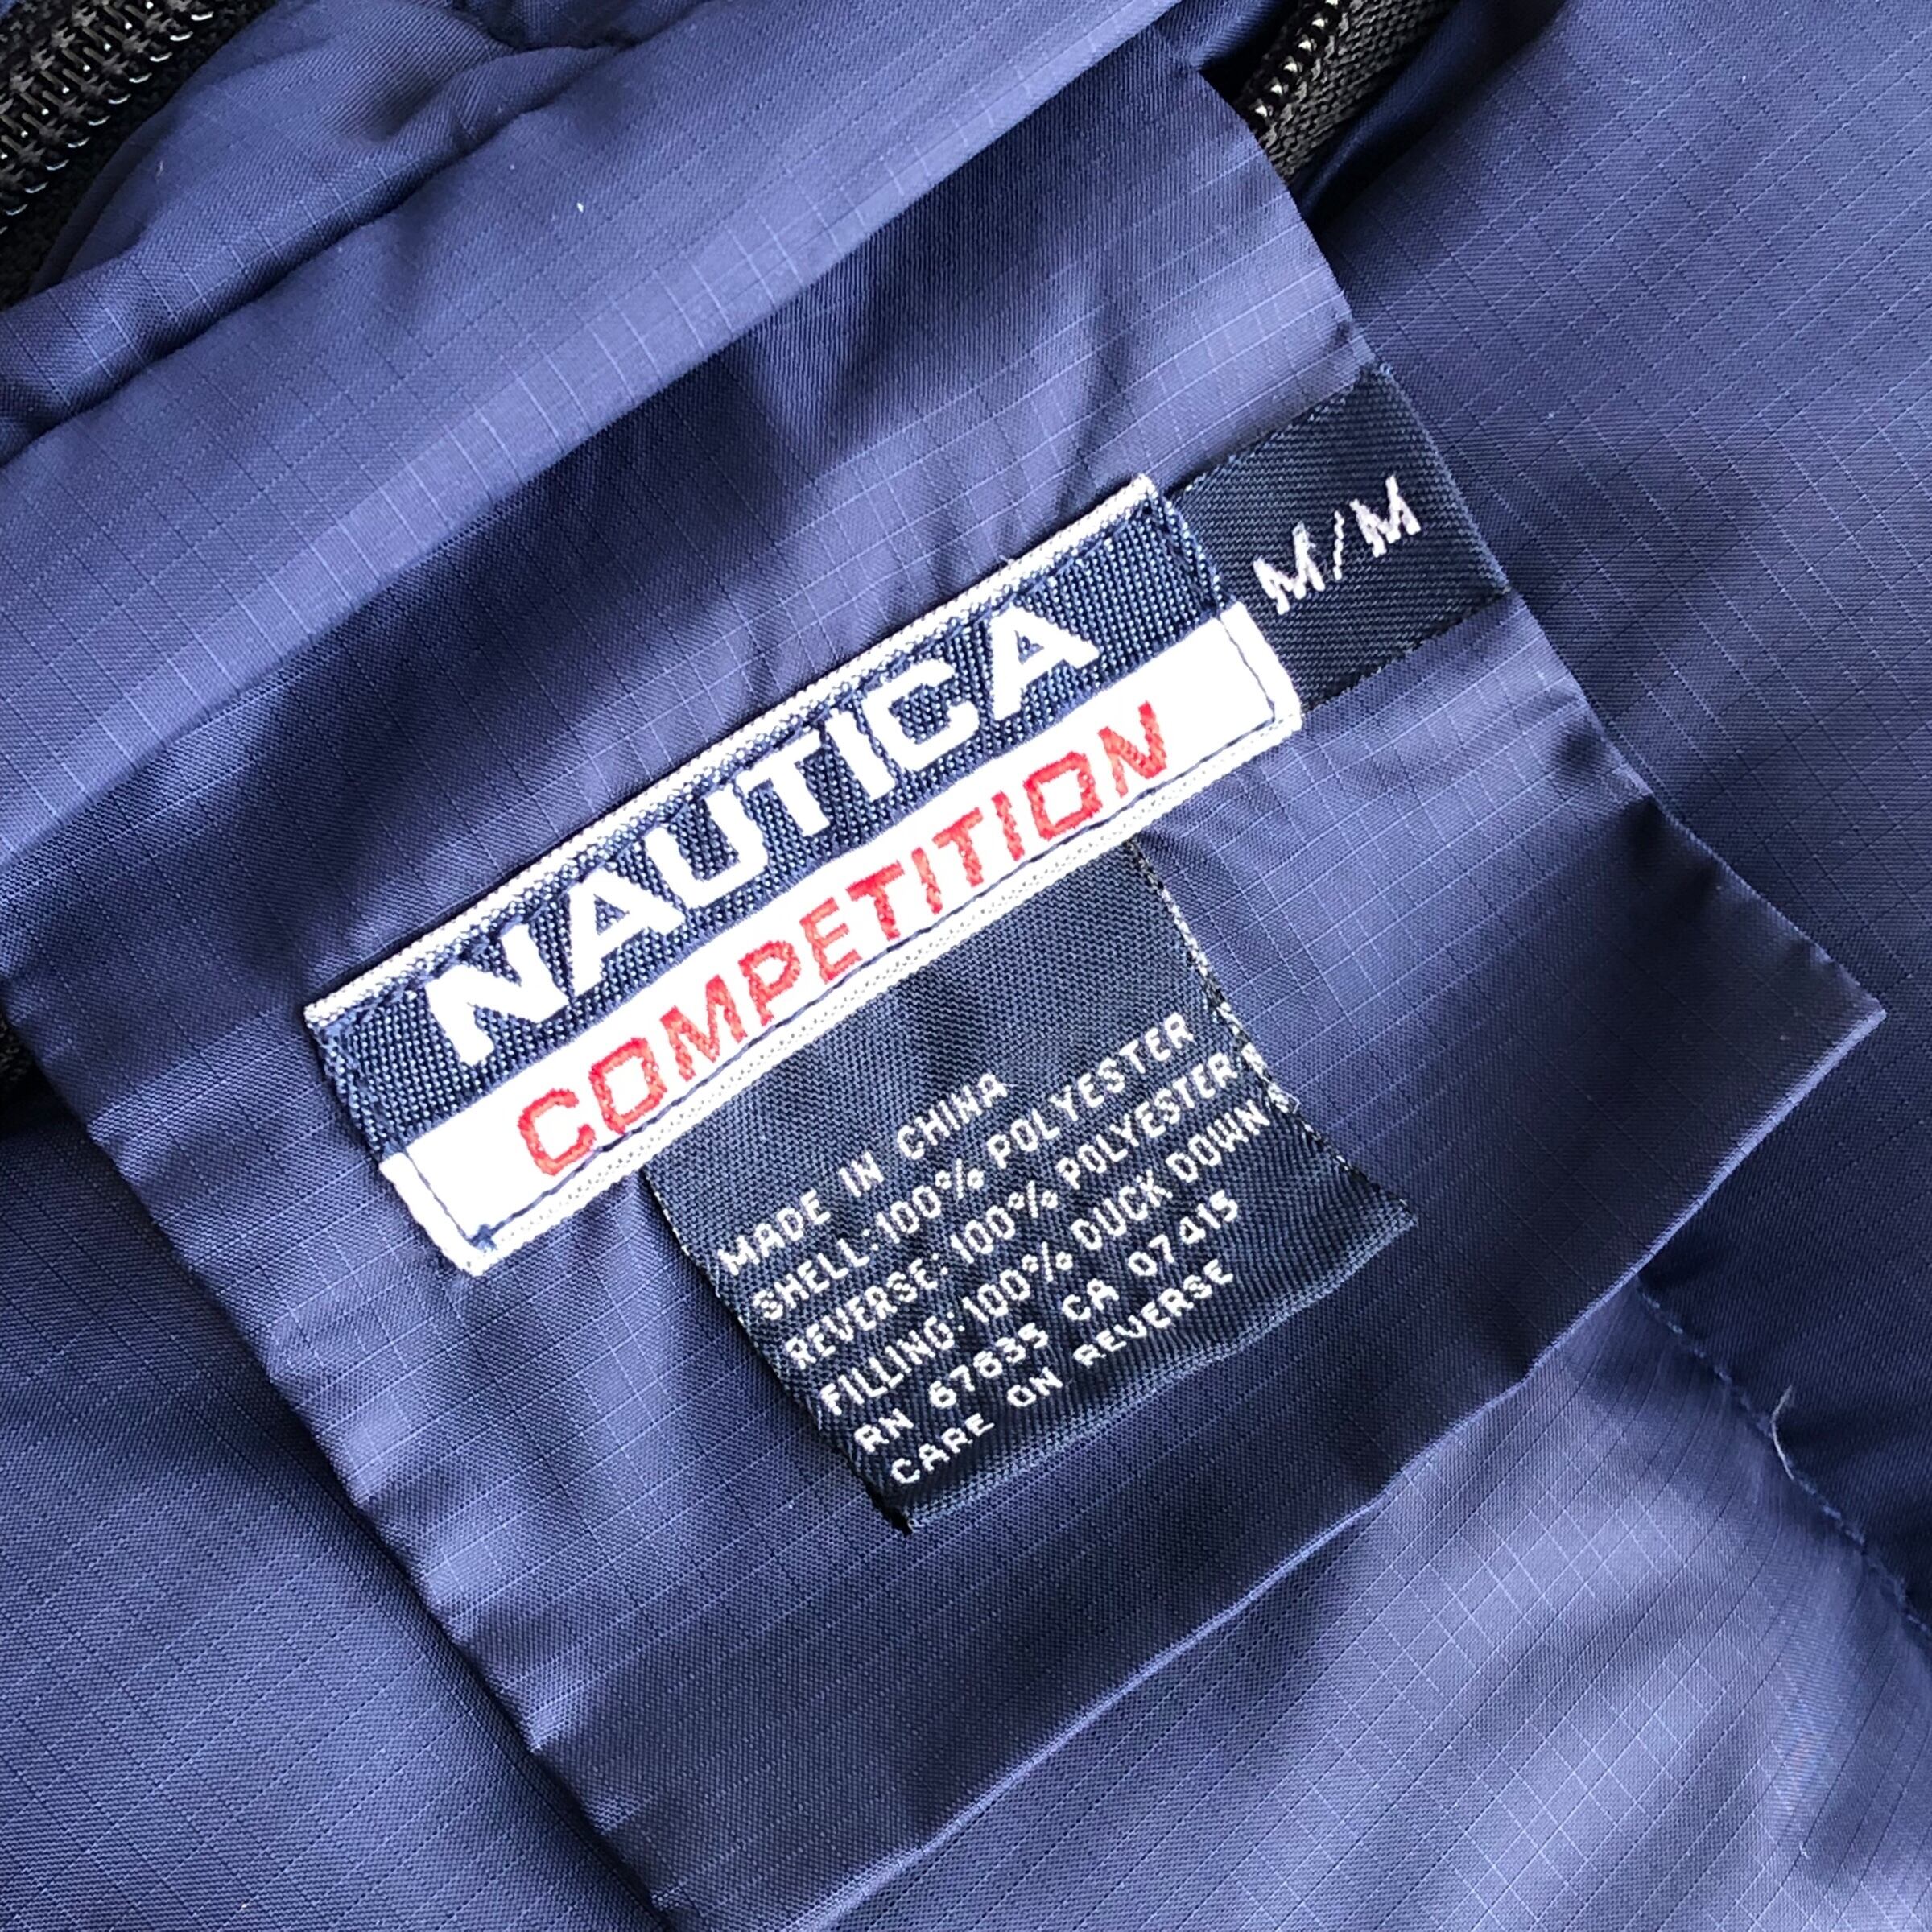 NAUTICA
COMPETITION
M/M
MADE IN CHINA
SHELL:100% POLYESTER
REVERSE: 100% POLYESTER
FILLING:100% DUCK DOWN
RN 67835 CA 07415
CARE ON REVERSE